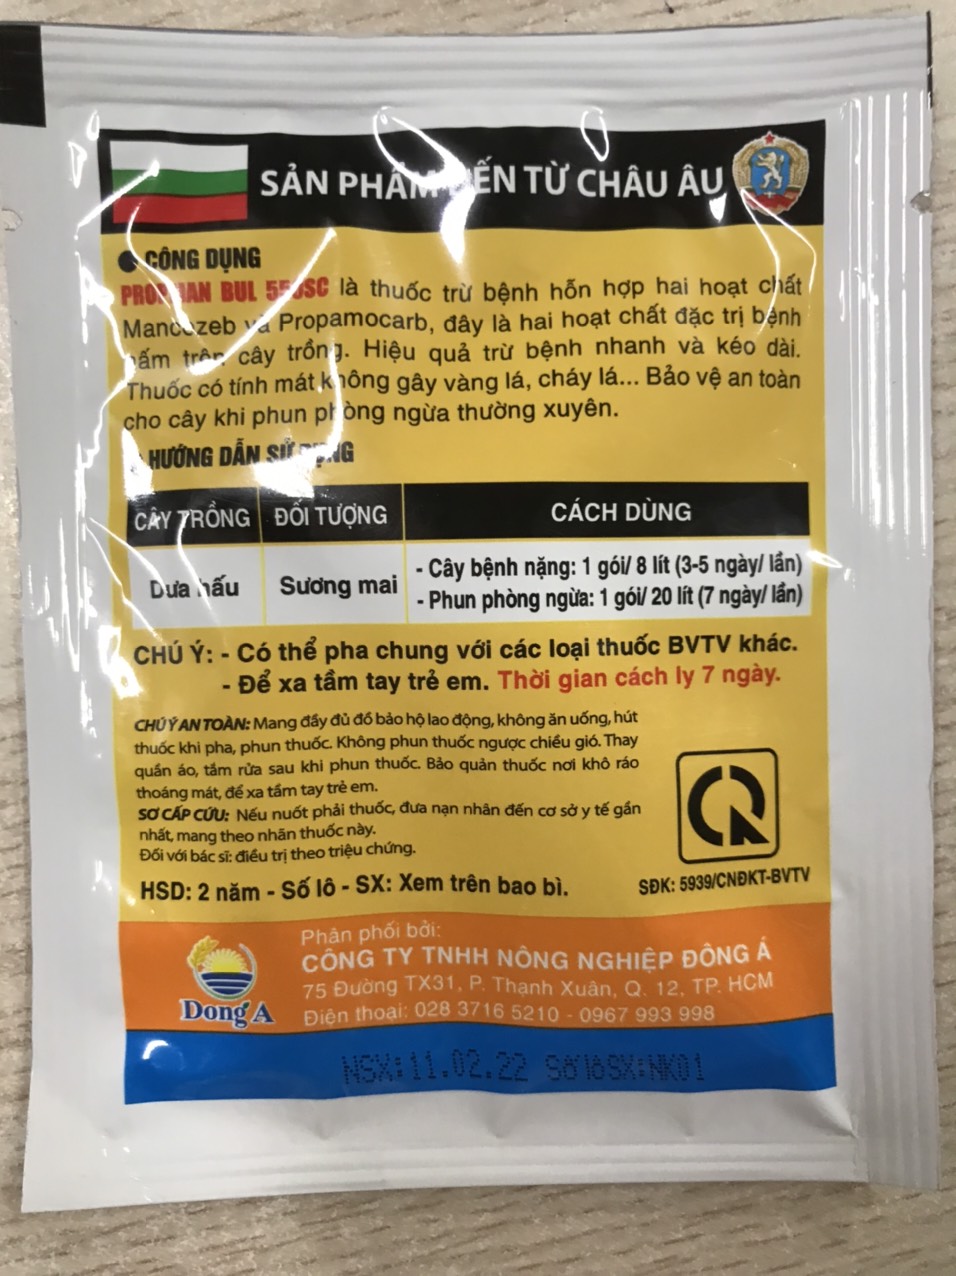 SẢN PHẨM ĐẾN TỪ CHÂU ÂU
CÔNG DỤNG
BUL là thuốc trừ bệnh hỗn hợp hai hoạt chất
Mancozeb và Propamocarb, đây là hai hoạt chất đặc trị bệnh
nấm trên cây trồng. Hiệu quả trừ bệnh nhanh và kéo dài.
Thuốc có tính mát không gây vàng lá, cháy lá... Bảo vệ an toàn
cho cây khi phun phòng ngừa thường xuyên.
HƯỚNG DẪN SỬ DỤNG
CÂY TRỒNG ĐỐI TƯỢNG CÁCH DÙNG
Dưa hấu Sương mai - Cây bệnh nặng: 1 gói/ 8 lít (3-5 ngày/ lần)
- Phun phòng ngừa: 1 gói/ 20 lít (7 ngày/ lần)
CHÚ Ý: - Có thể pha chung với các loại thuốc BVTV khác.
- Để xa tầm tay trẻ em. Thời gian cách ly 7 ngày.
CHÚ Ý AN TOÀN: Mang đầy đủ đồ bảo hộ lao động, không ăn uống, hút
thuốc khi pha, phun thuốc. Không phun thuốc ngược chiều gió. Thay
quần áo, tắm rửa sau khi phun thuốc. Bảo quản thuốc nơi khô ráo
thoáng mát, để xa tầm tay trẻ em.
SƠ CẤP CỨU: Nếu nuốt phải thuốc, đưa nạn nhân đến cơ sở y tế gần
nhất, mang theo nhãn thuốc này.
Đối với bác sĩ: điều trị theo triệu chứng.
HSD: 2 năm - Số lô - SX: Xem trên bao bì.
SĐK: 5939/CNĐKT-BVTV
Phân phối bởi:
CÔNG TY TNHH NÔNG NGHIỆP ĐÔNG Á
75 Đường TX31, P. Thạnh Xuân, Q. 12, TP. HCM
Điện thoại: 028 3716 5210 - 0967 993 998
Dong A
NSX:11.02.22 Số lô SX:NK01